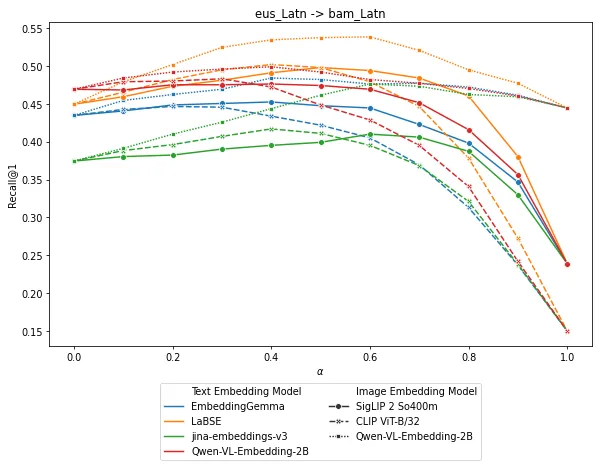 eus_Latn -> bam_Latn
0.55
0.50
0.45
0.40
0.35
0.30
0.25
0.20
0.15
Recall@1
0.0 0.2 0.4 0.6 0.8 1.0
α
Text Embedding Model Image Embedding Model
EmbeddingGemma SigLIP 2 So400m
LaBSE CLIP ViT-B/32
jina-embeddings-v3 Qwen-VL-Embedding-2B
Qwen-VL-Embedding-2B